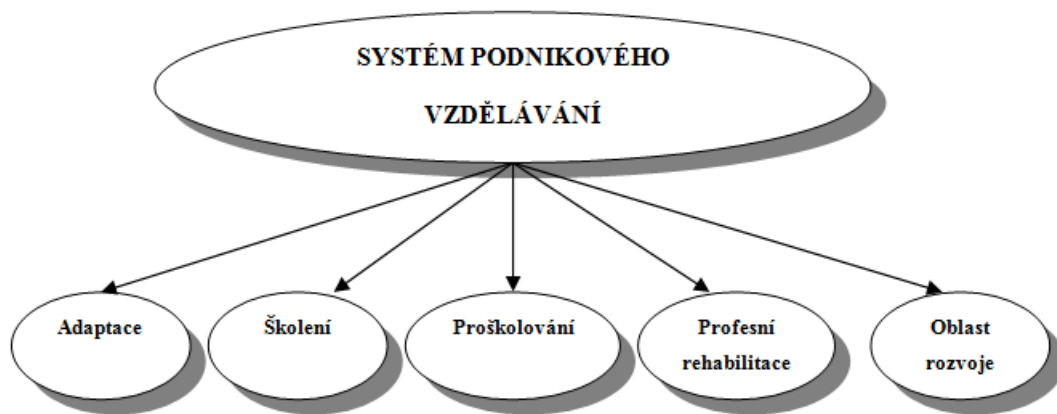 SYSTÉM PODNIKOVÉHO
VZDĚLÁVÁNÍ
Adaptace
Školení
Proškolování
Profesní
rehabilitace
Oblast
rozvoje